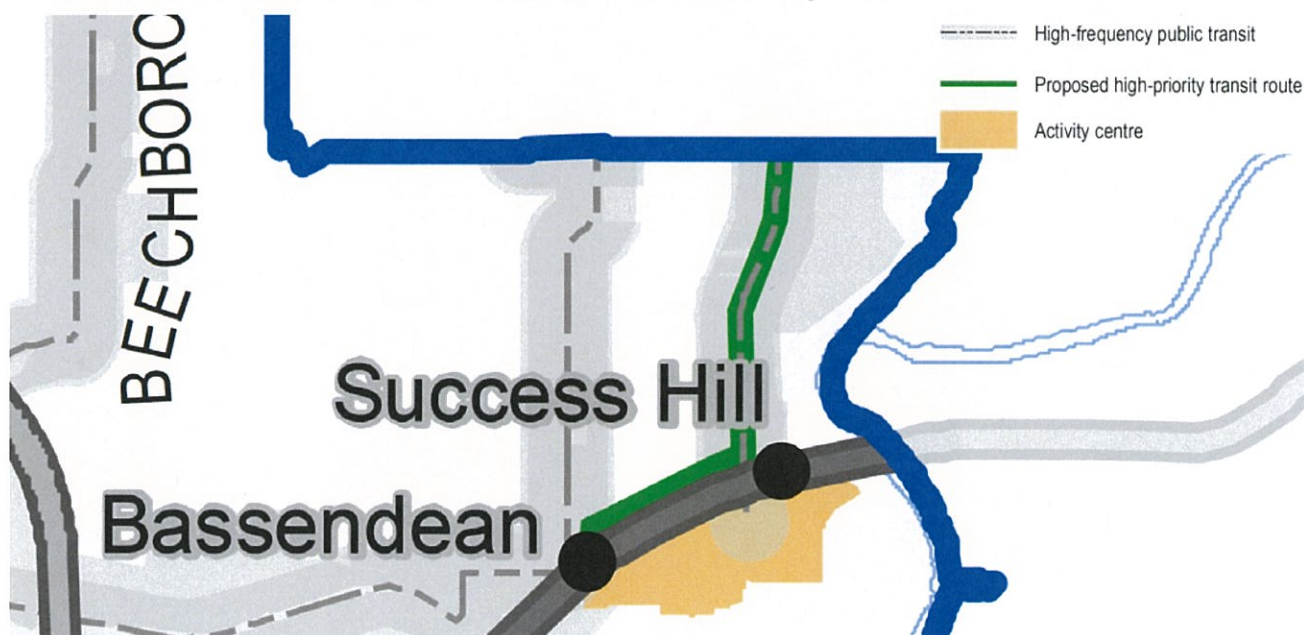 High-frequency public transit
Proposed high-priority transit route
Activity centre
BEECHBORO
Success Hill
Bassendean